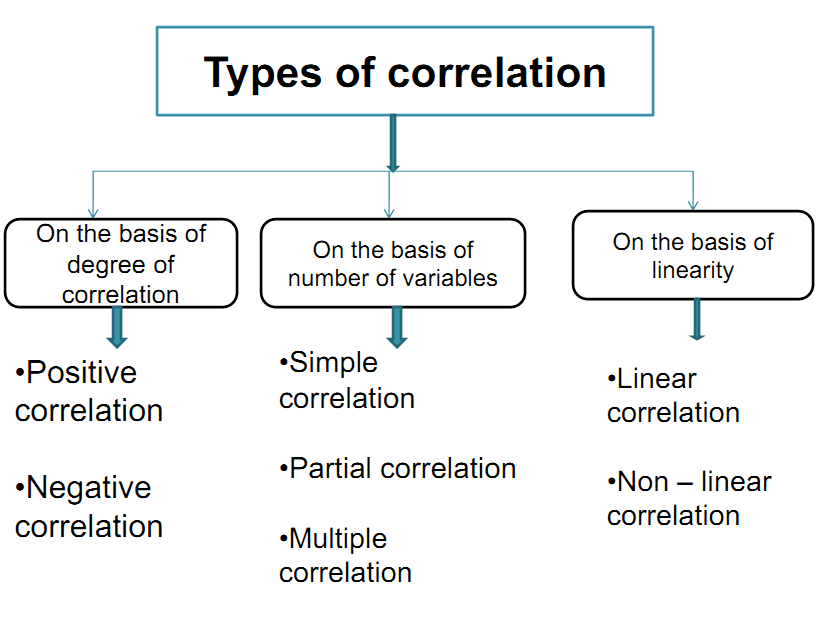 Types of correlation
On the basis of
degree of
correlation
•Positive
correlation
•Negative
correlation
On the basis of
number of variables
•Simple
correlation
•Partial correlation
•Multiple
correlation
On the basis of
linearity
•Linear
correlation
•Non – linear
correlation